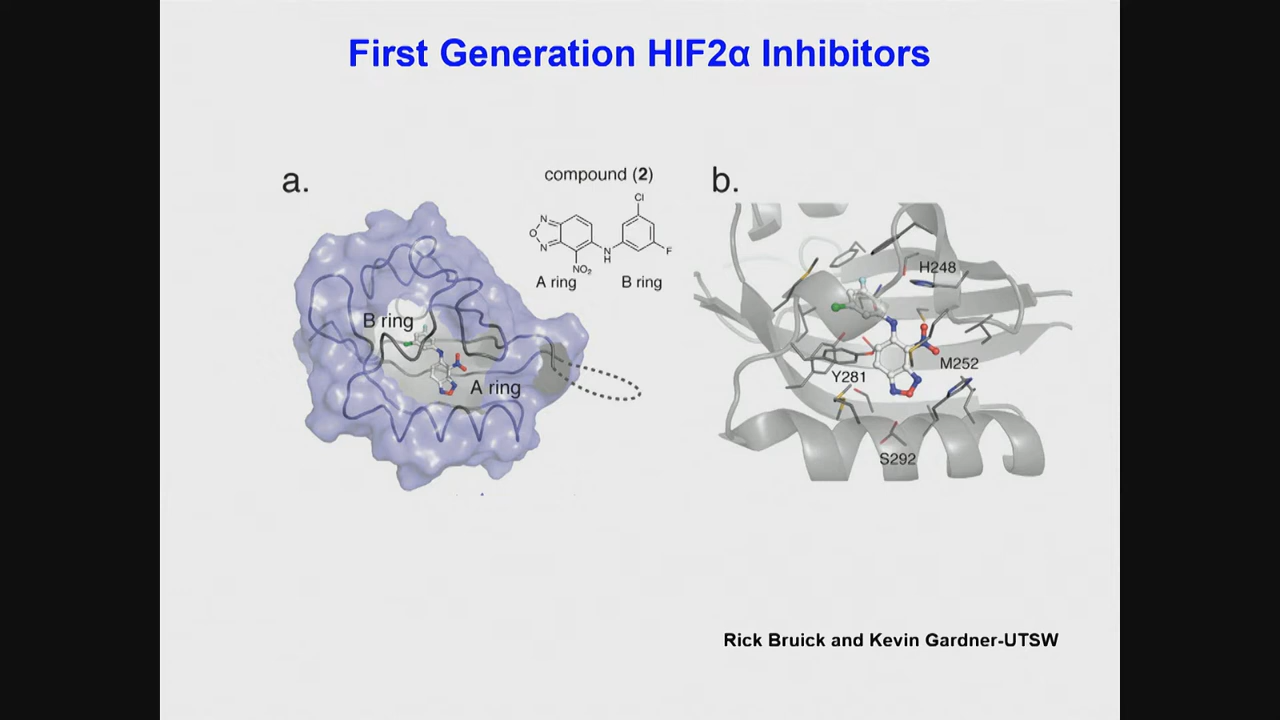 First Generation HIF2α Inhibitors
a.
compound (2)
Cl
N
O
N
NO₂
N
H
F
A ring
B ring
B ring
A ring
b.
H248
M252
Y281
S292
Rick Bruick and Kevin Gardner-UTSW